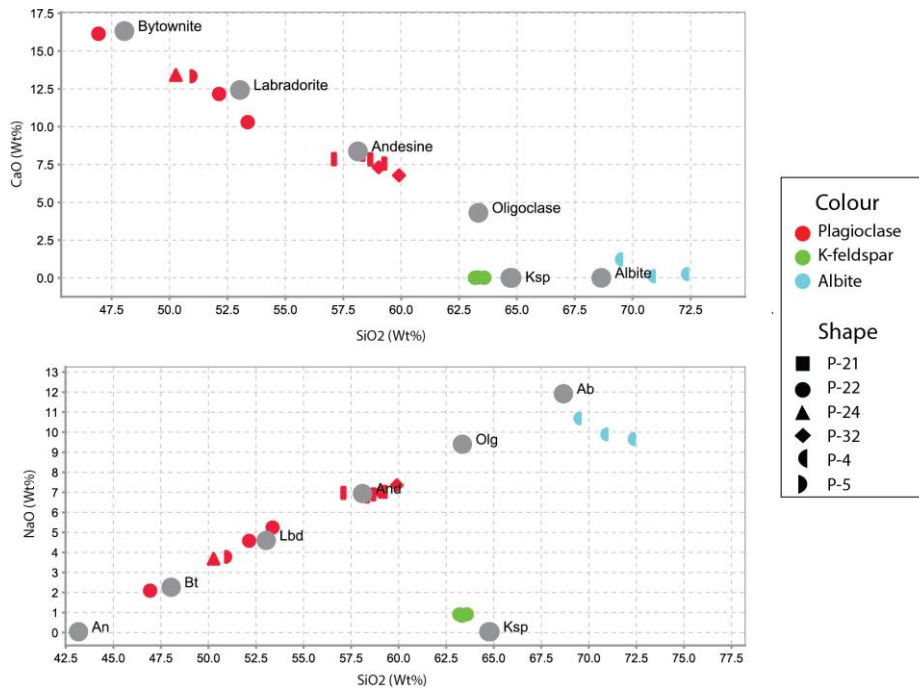 17.5
15.0
12.5
10.0
7.5
5.0
2.5
0.0
CaO (Wt%)
Bytownite
Labradorite
Andesine
Oligoclase
Ksp
Albite
47.5 50.0 52.5 55.0 57.5 60.0 62.5 65.0 67.5 70.0 72.5
SiO2 (Wt%)
13
12
11
10
9
8
7
6
5
4
3
2
1
0
NaO (Wt%)
Ab
Olg
And
Lbd
Bt
An
Ksp
42.5 45.0 47.5 50.0 52.5 55.0 57.5 60.0 62.5 65.0 67.5 70.0 72.5 75.0 77.5
SiO2 (Wt%)
Colour
Plagioclase
K-feldspar
Albite
Shape
P-21
P-22
P-24
P-32
P-4
P-5